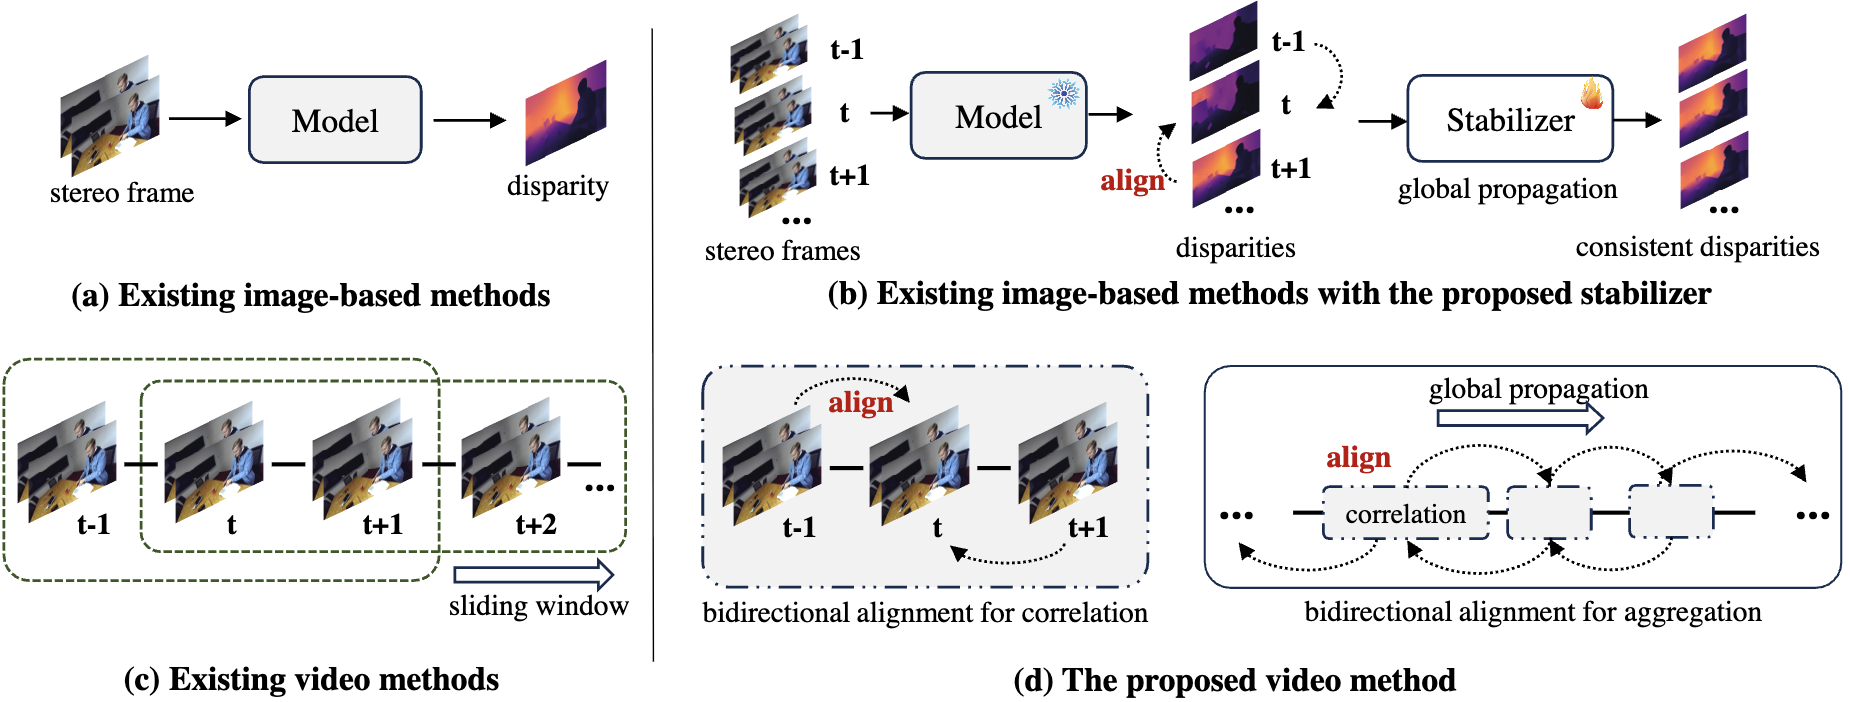 stereo frame
Model
disparity
(a) Existing image-based methods
t-1
t
t+1
...
stereo frames
Model
align
t-1
t
t+1
...
disparities
Stabilizer
global propagation
...
consistent disparities
(b) Existing image-based methods with the proposed stabilizer
t-1
t
t+1
t+2
...
sliding window
(c) Existing video methods
align
t-1
t
t+1
bidirectional alignment for correlation
global propagation
align
...
correlation
...
bidirectional alignment for aggregation
(d) The proposed video method